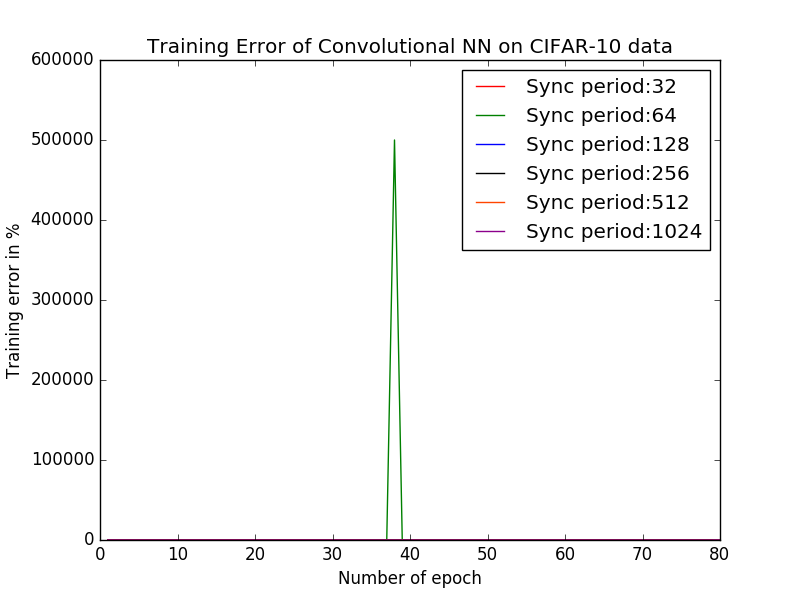 Training Error of Convolutional NN on CIFAR-10 data
600000
500000
400000
300000
200000
100000
0
Training error in %
Sync period:32
Sync period:64
Sync period:128
Sync period:256
Sync period:512
Sync period:1024
0 10 20 30 40 50 60 70 80
Number of epoch